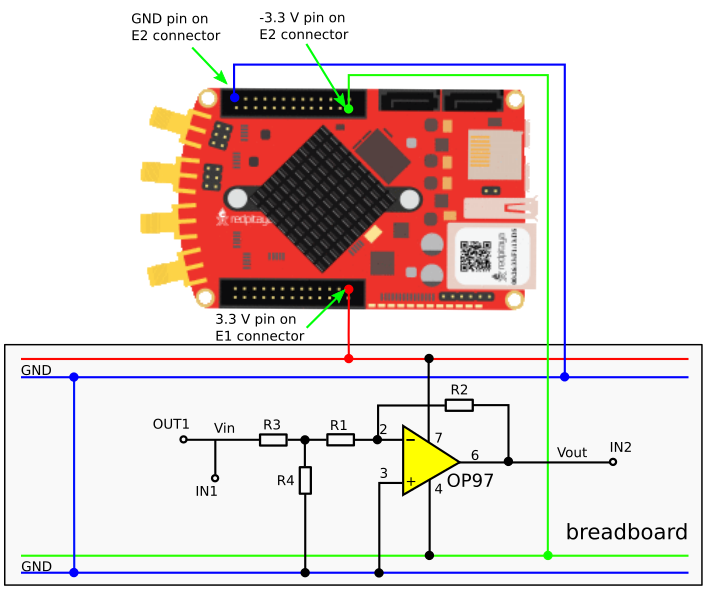 GND pin on
E2 connector
-3.3 V pin on
E2 connector
redpitaya
3.3 V pin on
E1 connector
GND
R2
OUT1
Vin
R3
R1
2
7
6
Vout
IN2
IN1
R4
3
4
OP97
breadboard
GND